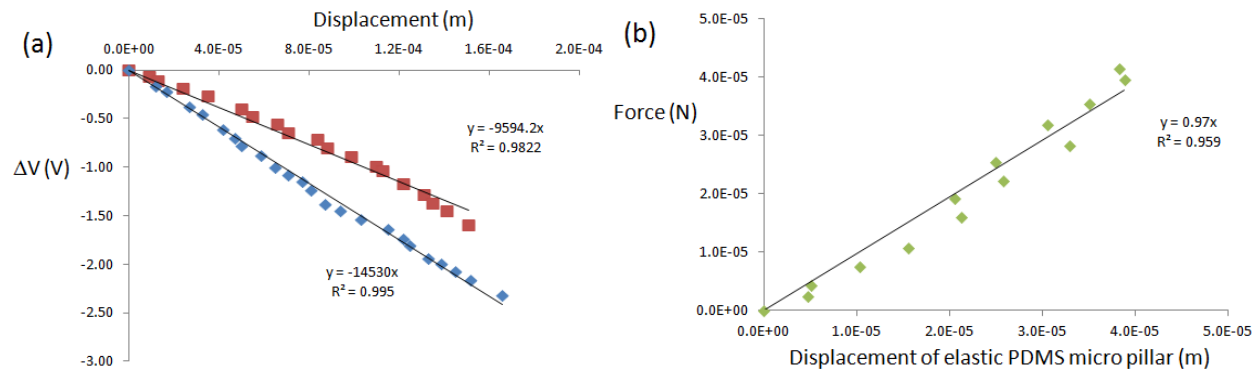 (a)
Displacement (m)
0.0E+00 4.0E-05 8.0E-05 1.2E-04 1.6E-04 2.0E-04
0.00
-0.50
-1.00
-1.50
-2.00
-2.50
-3.00
ΔV (V)
y = -9594.2x
R² = 0.9822
y = -14530x
R² = 0.995
(b)
5.0E-05
4.0E-05
3.0E-05
2.0E-05
1.0E-05
0.0E+00
Force (N)
y = 0.97x
R² = 0.959
0.0E+00 1.0E-05 2.0E-05 3.0E-05 4.0E-05 5.0E-05
Displacement of elastic PDMS micro pillar (m)